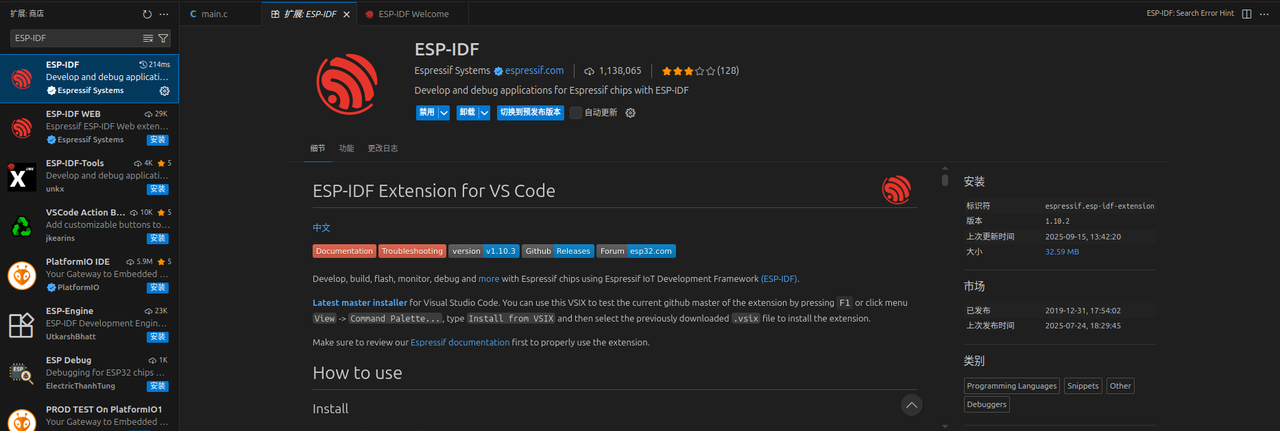 扩展: 商店
main.c
扩展: ESP-IDF
ESP-IDF Welcome
ESP-IDF: Search Error Hint
ESP-IDF
ESP-IDF
214ms
Develop and debug applicati...
Espressif Systems
ESP-IDF WEB
29K
Espressif ESP-IDF Web exten...
Espressif Systems
安装
ESP-IDF-Tools
4K
5
Develop and debug applicatio...
unkx
安装
VSCode Action B...
10K
5
Add customizable buttons to...
jkearins
安装
PlatformIO IDE
5.9M
5
Your Gateway to Embedded ...
PlatformIO
安装
ESP-Engine
23K
ESP-IDF Development Engin...
UtkarshBhatt
安装
ESP Debug
1K
Debugging for ESP32 chips ...
ElectricThanhTung
安装
PROD TEST On PlatformIO1
Your Gateway to Embedded ...
ESP-IDF
Espressif Systems
espressif.com
1,138,065
(128)
Develop and debug applications for Espressif chips with ESP-IDF
禁用
卸载
切换到预发布版本
自动更新
细节
功能
更改日志
ESP-IDF Extension for VS Code
中文
Documentation
Troubleshooting
version v1.10.3
Github Releases
Forum esp32.com
Develop, build, flash, monitor, debug and more with Espressif chips using Espressif IoT Development Framework (ESP-IDF).
Latest master installer for Visual Studio Code. You can use this VSIX to test the current github master of the extension by pressing F1 or click menu
View -> Command Palette..., type Install from VSIX and then select the previously downloaded .vsix file to install the extension.
Make sure to review our Espressif documentation first to properly use the extension.
How to use
Install
安装
标识符 espressif.esp-idf-extension
版本 1.10.2
上次更新时间 2025-09-15, 13:42:20
大小 32.59 MB
市场
已发布 2019-12-31, 17:54:02
上次发布时间 2025-07-24, 18:29:45
类别
Programming Languages
Snippets
Other
Debuggers